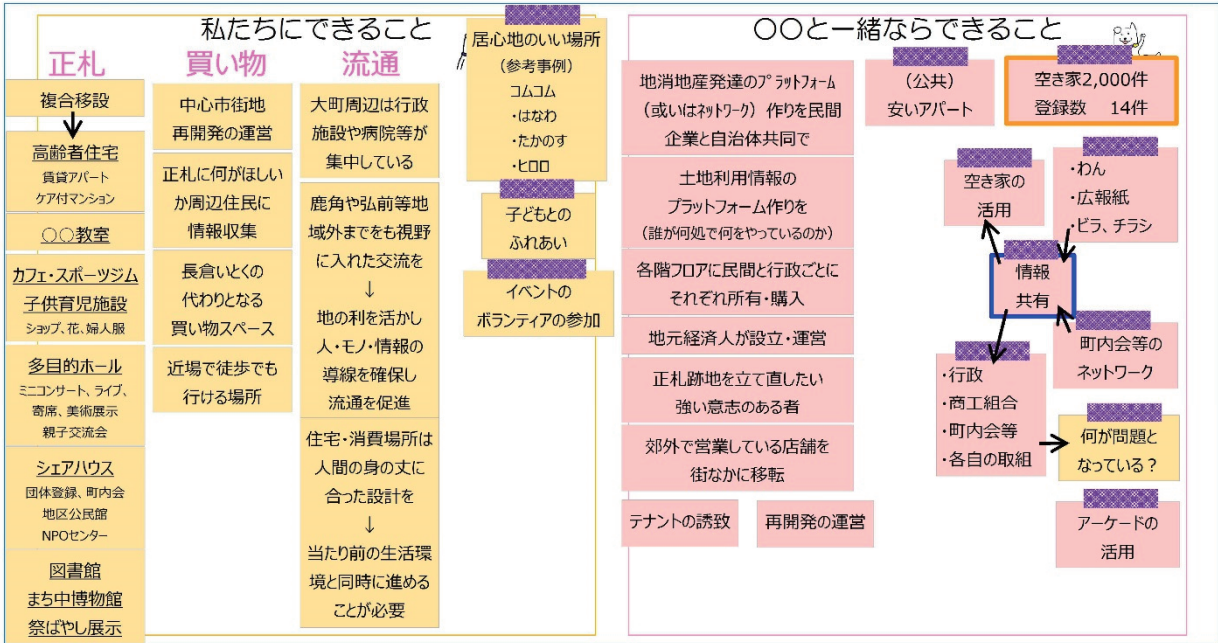 私たちにできること
正札
複合移設
高齢者住宅
賃貸アパート
ケア付マンション
〇〇教室
カフェ・スポーツジム
子供育児施設
ショップ、花、婦人服
多目的ホール
ミニコンサート、ライブ、
寄席、美術展示
親子交流会
シェアハウス
団体登録、町内会
地区公民館
NPOセンター
図書館
まち中博物館
祭ばやし展示
買い物
中心市街地
再開発の運営
正札に何がほしい
か周辺住民に
情報収集
長倉いとくの
代わりとなる
買い物スペース
近場で徒歩でも
行ける場所
流通
大町周辺は行政
施設や病院等が
集中している
鹿角や弘前等地
域外までをも視野
に入れた交流を
↓
地の利を活かし
人・モノ・情報の
導線を確保し
流通を促進
住宅・消費場所は
人間の身の丈に
合った設計を
↓
当たり前の生活環
境と同時に進める
ことが必要
居心地のいい場所
(参考事例)
コムコム
・はなわ
・たかのす
・ヒロロ
子どもとの
ふれあい
イベントの
ボランティアの参加
〇〇と一緒ならできること
地消地産発達のプラットフォーム
(或いはネットワーク)作りを民間
企業と自治体共同で
土地利用情報の
プラットフォーム作りを
(誰が何処で何をやっているのか)
各階フロアに民間と行政ごとに
それぞれ所有・購入
地元経済人が設立・運営
正札跡地を立て直したい
強い意志のある者
郊外で営業している店舗を
街なかに移転
テナントの誘致
再開発の運営
(公共)
安いアパート
空き家2,000件
登録数 14件
空き家の
活用
・わん
・広報紙
・ビラ、チラシ
情報
共有
町内会等の
ネットワーク
・行政
・商工組合
・町内会等
・各自の取組
何が問題と
なっている?
アーケードの
活用